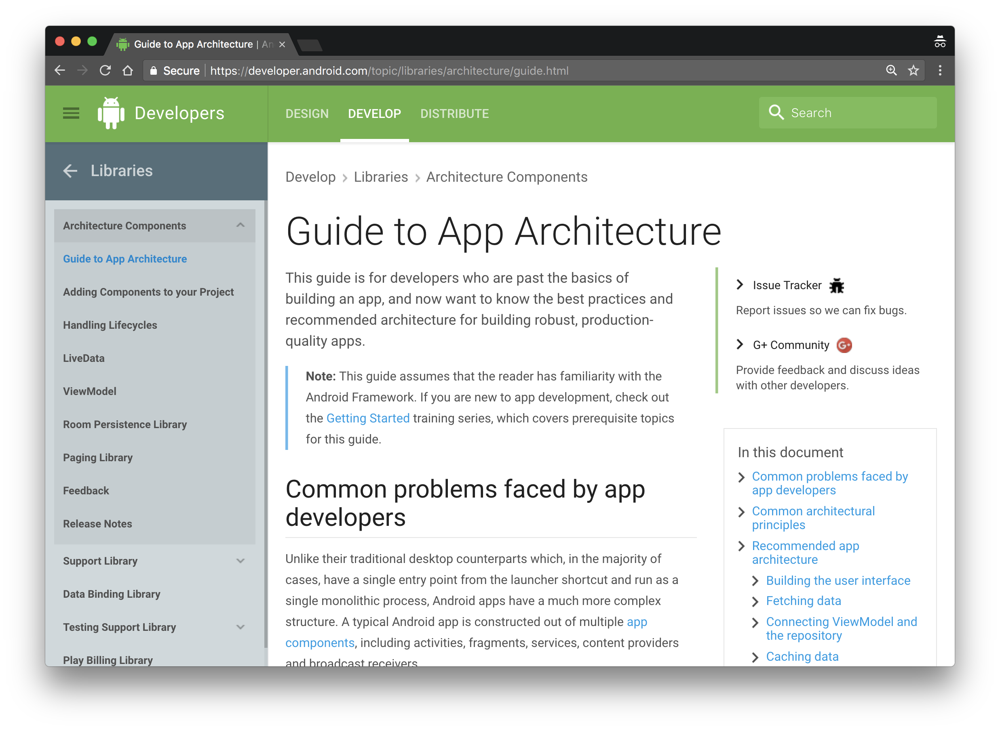 Guide to App Architecture | An
Secure https://developer.android.com/topic/libraries/architecture/guide.html
Developers
DESIGN DEVELOP DISTRIBUTE
Search
Libraries
Architecture Components
Guide to App Architecture
Adding Components to your Project
Handling Lifecycles
LiveData
ViewModel
Room Persistence Library
Paging Library
Feedback
Release Notes
Support Library
Data Binding Library
Testing Support Library
Play Billing Library
Develop > Libraries > Architecture Components
Guide to App Architecture
This guide is for developers who are past the basics of
building an app, and now want to know the best practices and
recommended architecture for building robust, production-
quality apps.
Note: This guide assumes that the reader has familiarity with the
Android Framework. If you are new to app development, check out
the Getting Started training series, which covers prerequisite topics
for this guide.
Common problems faced by app
developers
Unlike their traditional desktop counterparts which, in the majority of
cases, have a single entry point from the launcher shortcut and run as a
single monolithic process, Android apps have a much more complex
structure. A typical Android app is constructed out of multiple app
components, including activities, fragments, services, content providers
and broadcast receivers.
Issue Tracker
Report issues so we can fix bugs.
G+ Community
G+
Provide feedback and discuss ideas
with other developers.
In this document
Common problems faced by
app developers
Common architectural
principles
Recommended app
architecture
Building the user interface
Fetching data
Connecting ViewModel and
the repository
Caching data